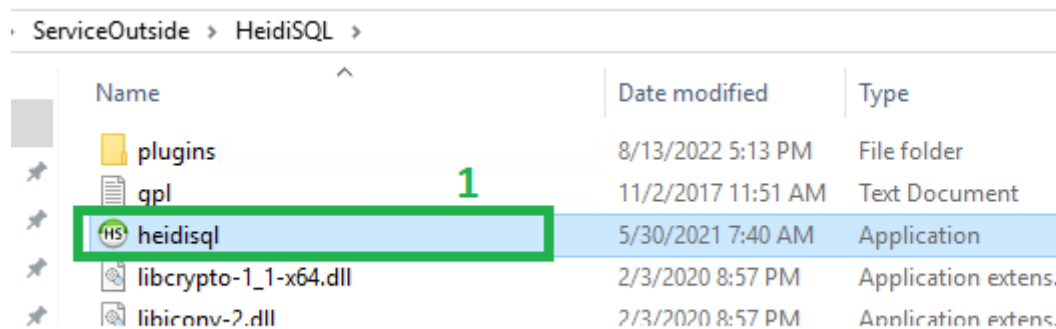 ServiceOutside > HeidiSQL >
Name Date modified Type
plugins 8/13/2022 5:13 PM File folder
1
gpl 11/2/2017 11:51 AM Text Document
HS heidisql 5/30/2021 7:40 AM Application
libcrypto-1_1-x64.dll 2/3/2020 8:57 PM Application extens.
libiconv-2.dll 2/3/2020 8:57 PM Application extens.